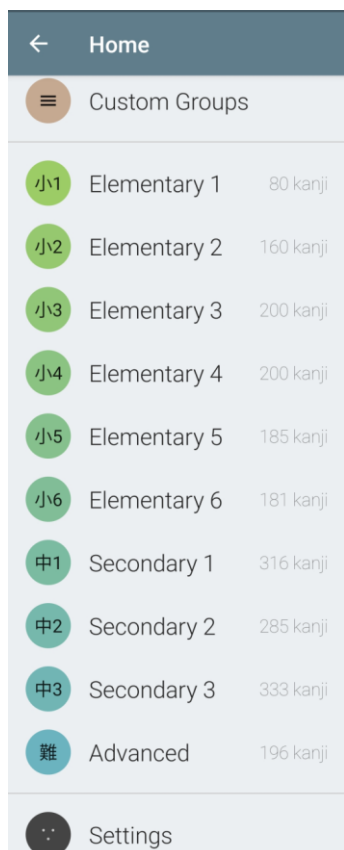 Home
Custom Groups
小1 Elementary 1 80 kanji
小2 Elementary 2 160 kanji
小3 Elementary 3 200 kanji
小4 Elementary 4 200 kanji
小5 Elementary 5 185 kanji
小6 Elementary 6 181 kanji
中1 Secondary 1 316 kanji
中2 Secondary 2 285 kanji
中3 Secondary 3 333 kanji
難 Advanced 196 kanji
Settings